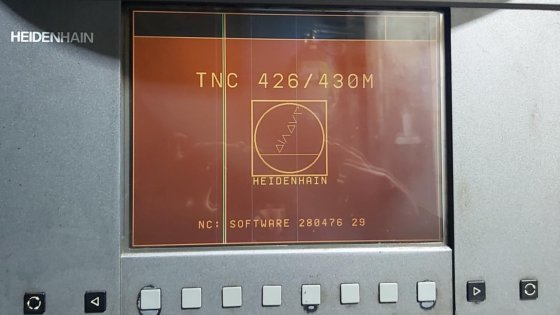 HEIDENHAIN
TNC 426/430M
HEIDENHAIN
NC: SOFTWARE 280476 29